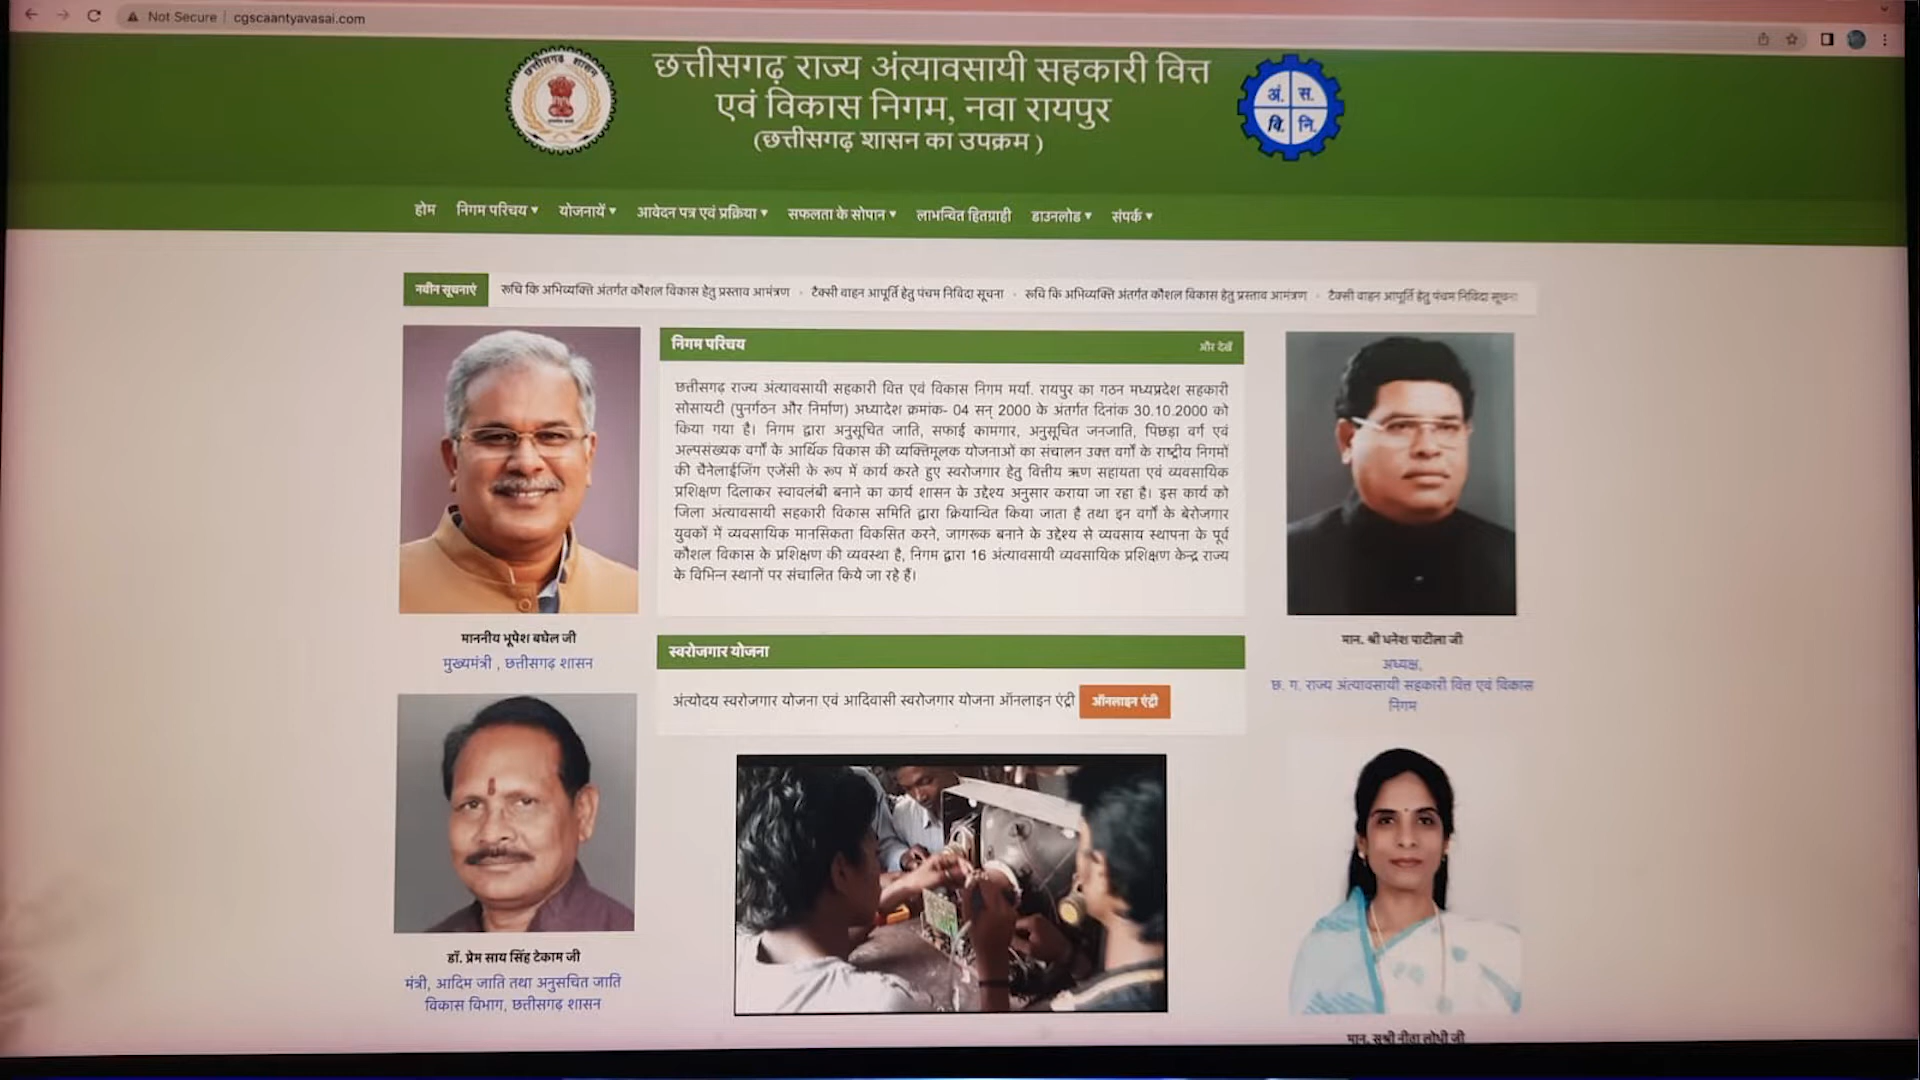 Not Secure
cgscaantyavasai.com
छत्तीसगढ़ शासन
छत्तीसगढ़ राज्य अंत्यावसायी सहकारी वित्त
एवं विकास निगम, नवा रायपुर
(छत्तीसगढ़ शासन का उपक्रम )
अं. स.
वि. नि.
होम निगम परिचय योजनायें आवेदन पत्र एवं प्रक्रिया सफलता के सोपान लाभन्वित हितग्राही डाउनलोड संपर्क
नवीन सूचनाएं
रूचि कि अभिव्यक्ति अंतर्गत कौशल विकास हेतु प्रस्ताव आमंत्रण
टैक्सी वाहन आपूर्ति हेतु पंचम निविदा सूचना
रूचि कि अभिव्यक्ति अंतर्गत कौशल विकास हेतु प्रस्ताव आमंत्रण
टैक्सी वाहन आपूर्ति हेतु पंचम निविदा सूचना
माननीय भूपेश बघेल जी
मुख्यमंत्री , छत्तीसगढ़ शासन
डॉ. प्रेम साय सिंह टेकाम जी
मंत्री, आदिम जाति तथा अनुसचित जाति
विकास विभाग, छत्तीसगढ़ शासन
निगम परिचय
और देखें
छत्तीसगढ़ राज्य अंत्यावसायी सहकारी वित्त एवं विकास निगम मर्या. रायपुर का गठन मध्यप्रदेश सहकारी
सोसायटी (पुनर्गठन और निर्माण) अध्यादेश क्रमांक- 04 सन् 2000 के अंतर्गत दिनांक 30.10.2000 को
किया गया है। निगम द्वारा अनुसूचित जाति, सफाई कामगार, अनुसूचित जनजाति, पिछड़ा वर्ग एवं
अल्पसंख्यक वर्गों के आर्थिक विकास की व्यक्तिमूलक योजनाओं का संचालन उक्त वर्गों के राष्ट्रीय निगमों
की चैनेलाईजिंग एजेंसी के रूप में कार्य करते हुए स्वरोजगार हेतु वित्तीय ऋण सहायता एवं व्यवसायिक
प्रशिक्षण दिलाकर स्वावलंबी बनाने का कार्य शासन के उद्देश्य अनुसार कराया जा रहा है। इस कार्य को
जिला अंत्यावसायी सहकारी विकास समिति द्वारा क्रियान्वित किया जाता है तथा इन वर्गों के बेरोजगार
युवकों में व्यवसायिक मानसिकता विकसित करने, जागरूक बनाने के उद्देश्य से व्यवसाय स्थापना के पूर्व
कौशल विकास के प्रशिक्षण की व्यवस्था है, निगम द्वारा 16 अंत्यावसायी व्यवसायिक प्रशिक्षण केन्द्र राज्य
के विभिन्न स्थानों पर संचालित किये जा रहे हैं।
स्वरोजगार योजना
अंत्योदय स्वरोजगार योजना एवं आदिवासी स्वरोजगार योजना ऑनलाइन एंट्री
ऑनलाइन एंट्री
मान. श्री धनेश पाटीला जी
अध्यक्ष,
छ. ग. राज्य अंत्यावसायी सहकारी वित्त एवं विकास
निगम
मान. सुश्री नीता लोधी जी